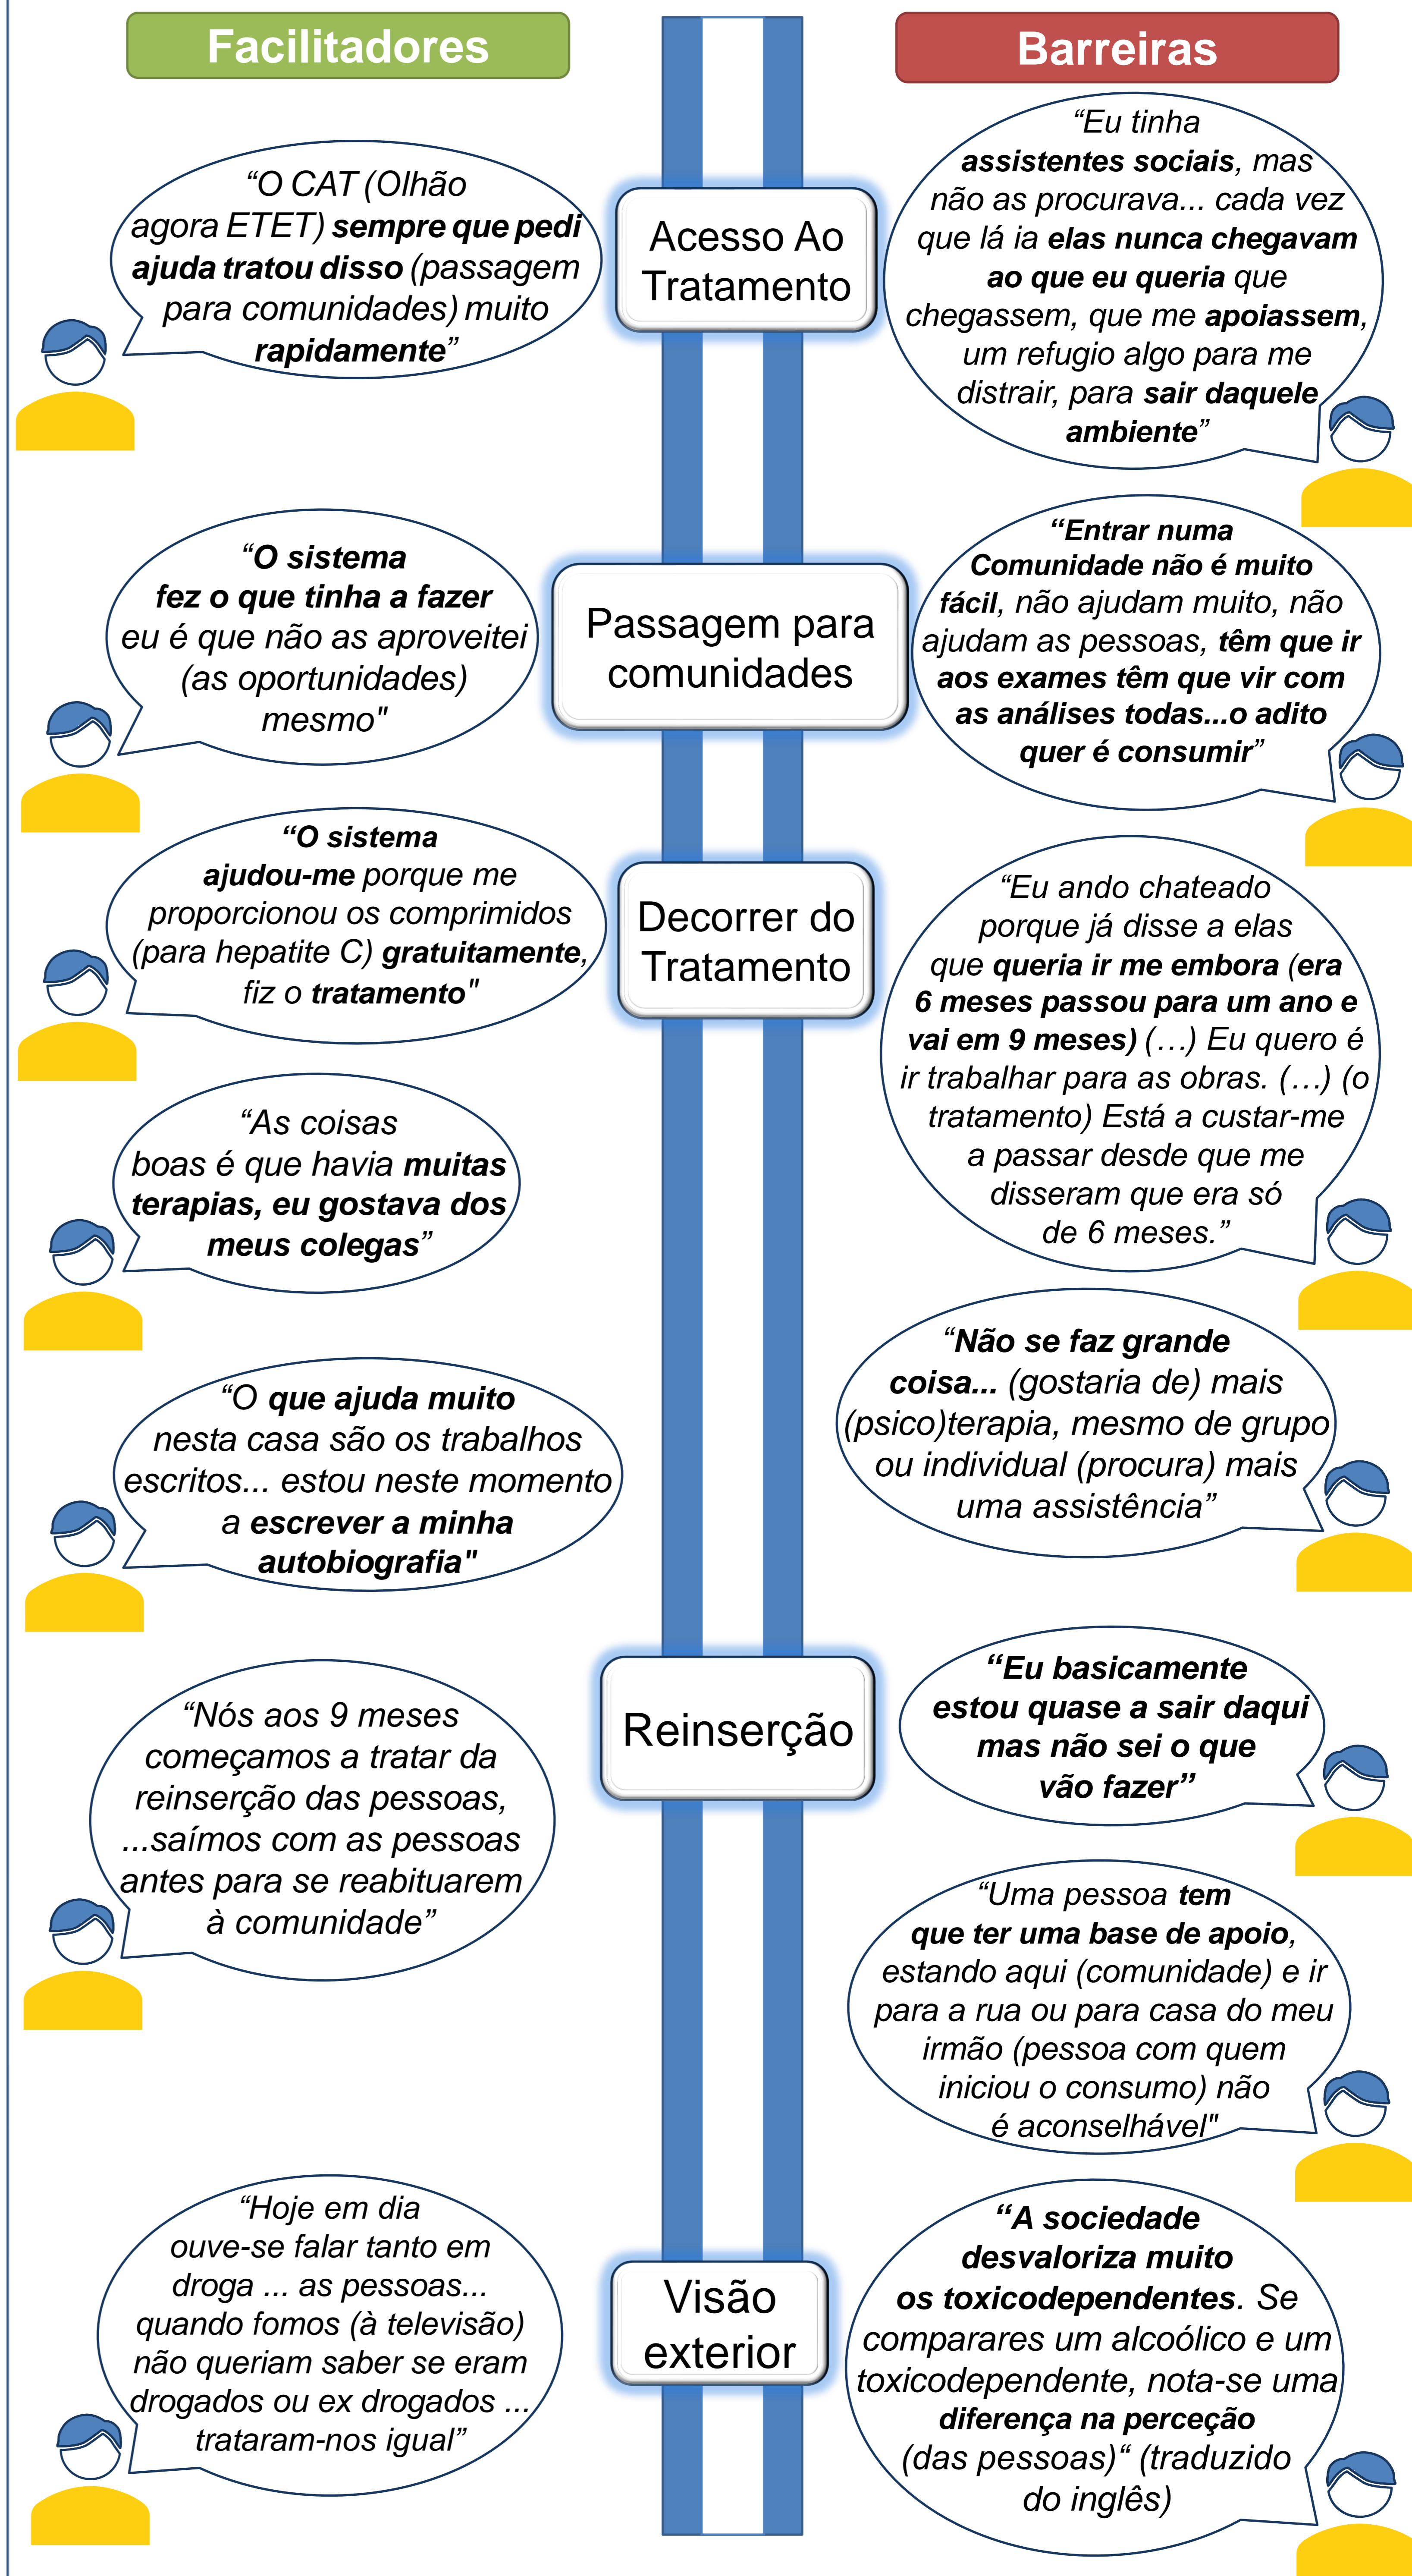 Facilitadores
Barreiras
Acesso Ao
Tratamento
“O CAT (Olhão
agora ETET) sempre que pedi
ajuda tratou disso (passagem
para comunidades) muito
rapidamente”
“Eu tinha
assistentes sociais, mas
não as procurava... cada vez
que lá ia elas nunca chegavam
ao que eu queria que
chegassem, que me apoiassem,
um refugio algo para me
distrair, para sair daquele
ambiente”
Passagem para
comunidades
“O sistema
fez o que tinha a fazer
eu é que não as aproveitei
(as oportunidades)
mesmo"
“Entrar numa
Comunidade não é muito
fácil, não ajudam muito, não
ajudam as pessoas, têm que ir
aos exames têm que vir com
as análises todas...o adito
quer é consumir”
Decorrer do
Tratamento
“O sistema
ajudou-me porque me
proporcionou os comprimidos
(para hepatite C) gratuitamente,
fiz o tratamento"
“Eu ando chateado
porque já disse a elas
que queria ir me embora (era
6 meses passou para um ano e
vai em 9 meses) (…) Eu quero é
ir trabalhar para as obras. (…) (o
tratamento) Está a custar-me
a passar desde que me
disseram que era só
de 6 meses.”
“As coisas
boas é que havia muitas
terapias, eu gostava dos
meus colegas”
“Não se faz grande
coisa... (gostaria de) mais
(psico)terapia, mesmo de grupo
ou individual (procura) mais
uma assistência”
“O que ajuda muito
nesta casa são os trabalhos
escritos... estou neste momento
a escrever a minha
autobiografia"
Reinserção
“Nós aos 9 meses
começamos a tratar da
reinserção das pessoas,
...saímos com as pessoas
antes para se reabituarem
à comunidade”
“Eu basicamente
estou quase a sair daqui
mas não sei o que
vão fazer”
“Uma pessoa tem
que ter uma base de apoio,
estando aqui (comunidade) e ir
para a rua ou para casa do meu
irmão (pessoa com quem
iniciou o consumo) não
é aconselhável"
Visão
exterior
“Hoje em dia
ouve-se falar tanto em
droga ... as pessoas...
quando fomos (à televisão)
não queriam saber se eram
drogados ou ex drogados ...
trataram-nos igual”
“A sociedade
desvaloriza muito
os toxicodependentes. Se
comparares um alcoólico e um
toxicodependente, nota-se uma
diferença na perceção
(das pessoas)“ (traduzido
do inglês)